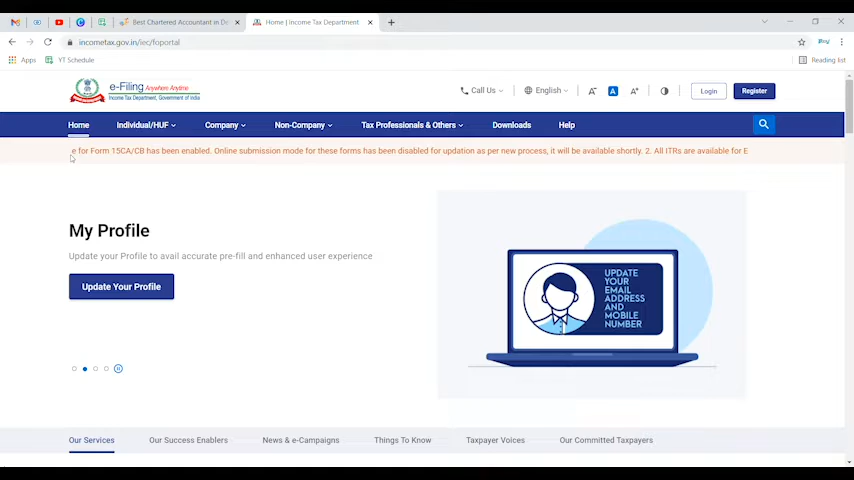 Best Chartered Accountant in De
Home | Income Tax Department
incometax.gov.in/iec/foportal
Apps
YT Schedule
Reading list
e-Filing Anywhere Anytime
Income Tax Department, Government of India
Call Us
English
A-
A
A+
Login
Register
Home
Individual/HUF
Company
Non-Company
Tax Professionals & Others
Downloads
Help
e for Form 15CA/CB has been enabled. Online submission mode for these forms has been disabled for updation as per new process, it will be available shortly. 2. All ITRs are available for E
My Profile
Update your Profile to avail accurate pre-fill and enhanced user experience
Update Your Profile
UPDATE
YOUR
EMAIL
ADDRESS
AND
MOBILE
NUMBER
Our Services
Our Success Enablers
News & e-Campaigns
Things To Know
Taxpayer Voices
Our Committed Taxpayers